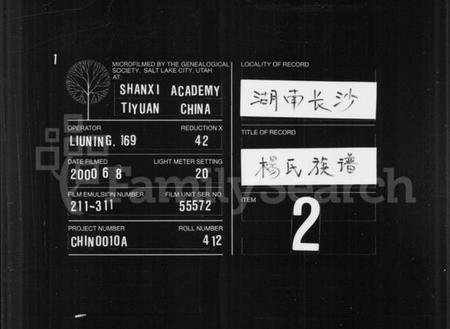 1
MICROFILMED BY THE GENEALOGICAL
SOCIETY, SALT LAKE CITY, UTAH
AT:
SHANXI ACADEMY
TIYUAN CHINA
OPERATOR REDUCTION X
LIUNING. 169 42
DATE FILMED LIGHT METER SETTING
2000 6 8 20
FILM EMULSION NUMBER FILM UNIT SER. NO.
211-311 55572
PROJECT NUMBER ROLL NUMBER
CHIN0010A 412
LOCALITY OF RECORD
湖南长沙
TITLE OF RECORD
楊氏族谱
ITEM
2
FamilySearch